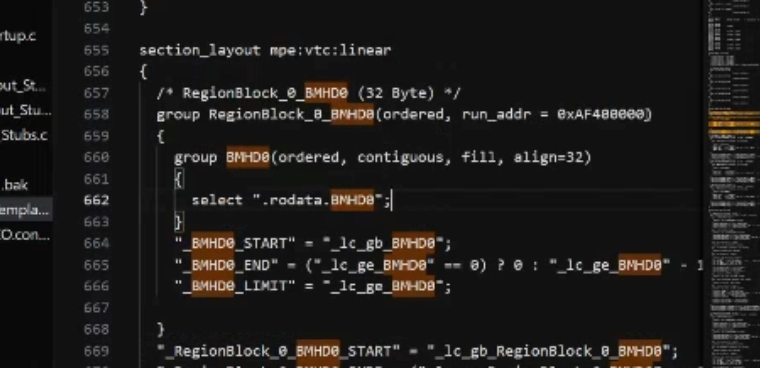 653 }
rtup.c
654
655 section_layout mpe:vtc:linear
656 {
out_St...
657 /* RegionBlock_0_BMHD0 (32 Byte) */
out_Stu...
658 group RegionBlock_0_BMHD0(ordered, run_addr = 0xAF400000)
Stubs.c
659 {
660 group BMHD0(ordered, contiguous, fill, align=32)
.bak
661 {
empla...
662 select ".rodata.BMHD0";
EO.con...
663 }
664 "_BMHD0_START" = "_lc_gb_BMHD0";
665 "_BMHD0_END" = ("_lc_ge_BMHD0" == 0) ? 0 : "_lc_ge_BMHD0" - 1
666 "_BMHD0_LIMIT" = "_lc_ge_BMHD0";
667
668 }
669 "_RegionBlock_0_BMHD0_START" = "_lc_gb_RegionBlock_0_BMHD0";